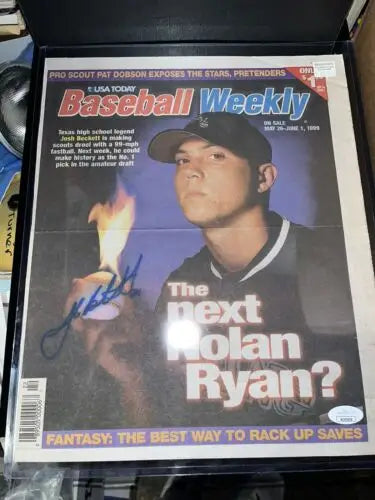 PRO SCOUT PAT DOBSON EXPOSES THE STARS, PRETENDERS
ONLY
$1
USA TODAY
Baseball Weekly
ON SALE
MAY 26-JUNE 1, 1999
Texas high school legend
Josh Beckett is making
scouts drool with a 99-mph
fastball. Next week, he could
make history as the No. 1
pick in the amateur draft
The
next
Nolan
Ryan?
FANTASY: THE BEST WAY TO RACK UP SAVES
Turner